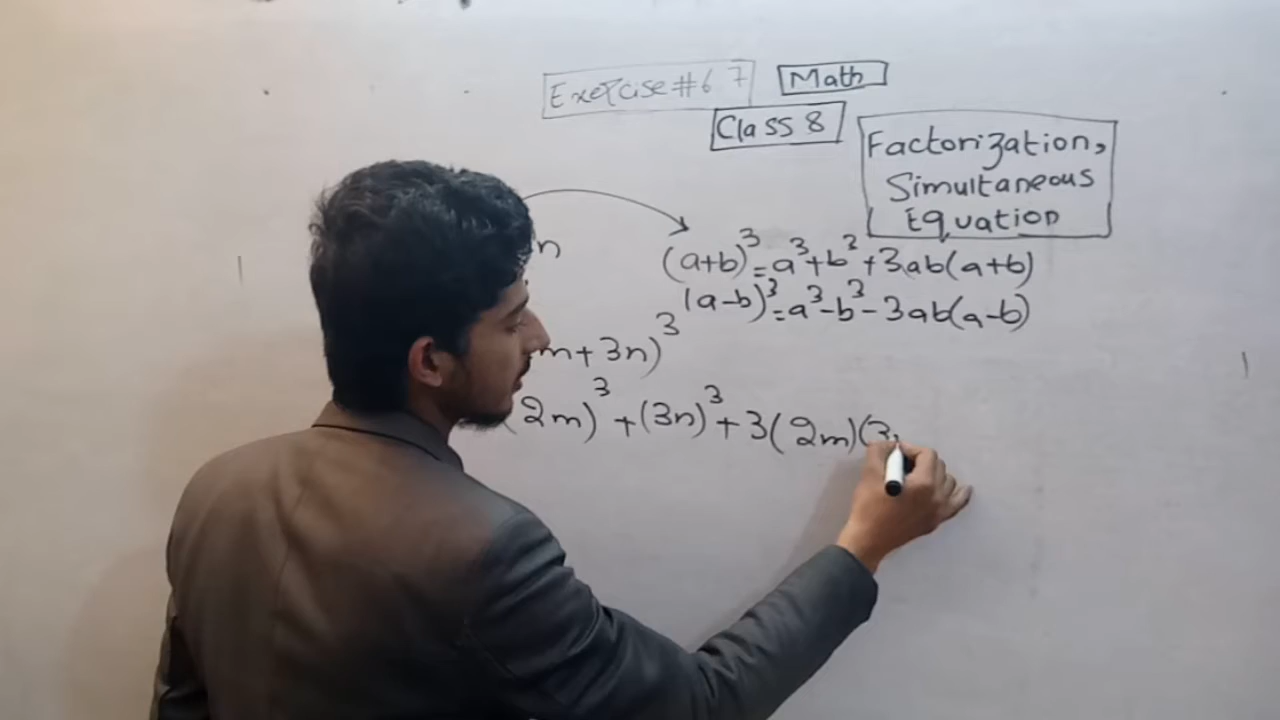 Exercise #6 7
Math
Class 8
Factorization,
Simultaneous
Equation
n
(a+b)³=a³+b³+3ab(a+b)
(a-b)³=a³-b³-3ab(a-b)
m+3n)³
(2m)³+(3n)³+3(2m)(3